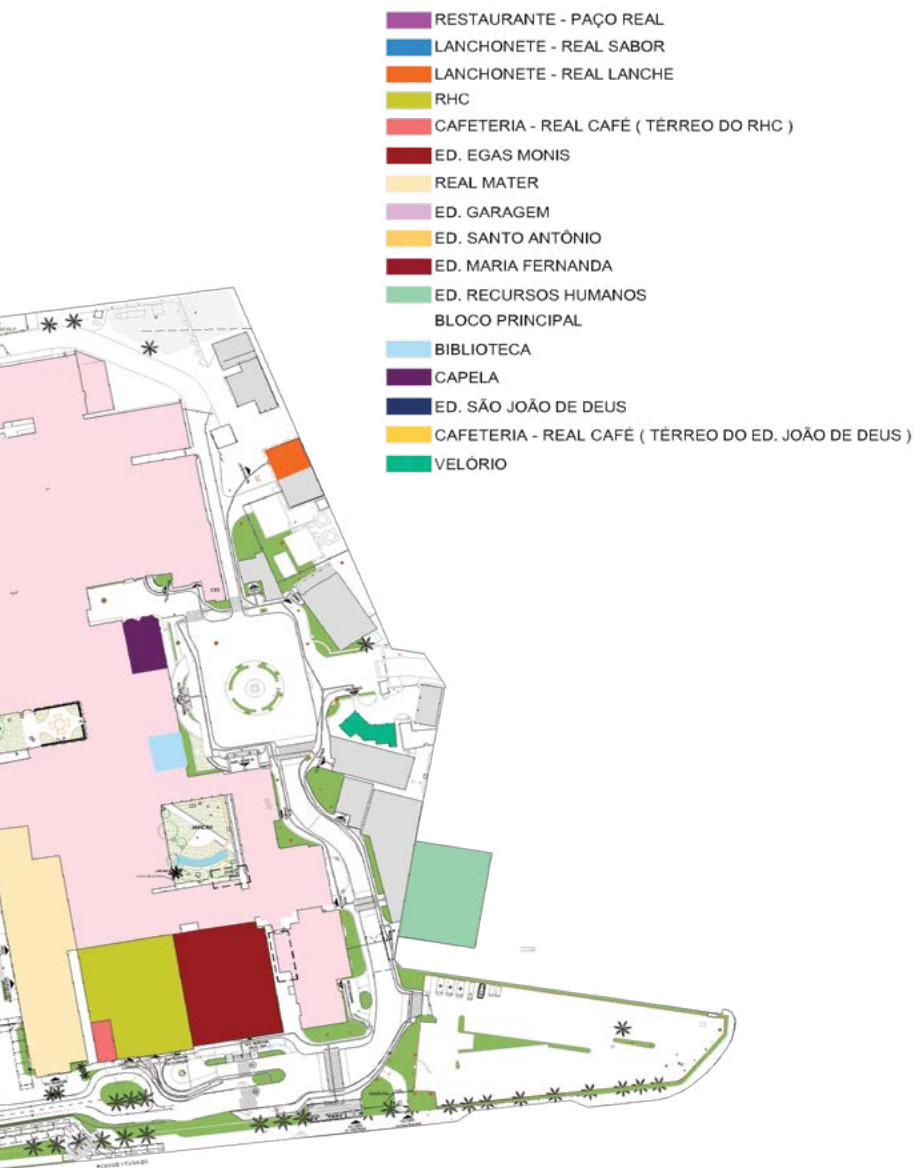 RESTAURANTE - PAÇO REAL
LANCHONETE - REAL SABOR
LANCHONETE - REAL LANCHE
RHC
CAFETERIA - REAL CAFÉ ( TÉRREO DO RHC )
ED. EGAS MONIS
REAL MATER
ED. GARAGEM
ED. SANTO ANTÔNIO
ED. MARIA FERNANDA
ED. RECURSOS HUMANOS
BLOCO PRINCIPAL
BIBLIOTECA
CAPELA
ED. SÃO JOÃO DE DEUS
CAFETERIA - REAL CAFÉ ( TÉRREO DO ED. JOÃO DE DEUS )
VELÓRIO